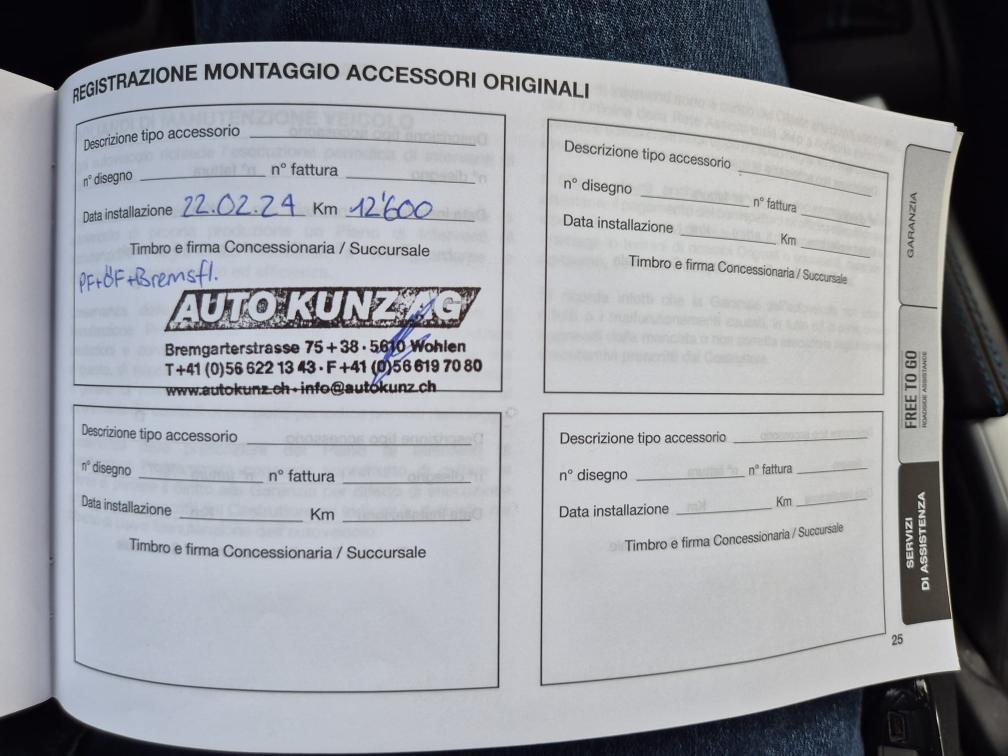 REGISTRAZIONE MONTAGGIO ACCESSORI ORIGINALI
Descrizione tipo accessorio
n° disegno n° fattura
Data installazione 22.02.24 Km 12'600
Timbro e firma Concessionaria / Succursale
PF+ÖF+Bremsfl.
AUTO KUNZ AG
Bremgarterstrasse 75 + 38 · 5610 Wohlen
T+41 (0)56 622 13 43 · F +41 (0)56 619 70 80
www.autokunz.ch · info@autokunz.ch
Descrizione tipo accessorio
n° disegno n° fattura
Data installazione Km
Timbro e firma Concessionaria / Succursale
Descrizione tipo accessorio
n° disegno n° fattura
Data installazione Km
Timbro e firma Concessionaria / Succursale
Descrizione tipo accessorio
n° disegno n° fattura
Data installazione Km
Timbro e firma Concessionaria / Succursale
GARANZIA
FREE TO GO
ROADSIDE ASSISTANCE
SERVIZI
DI ASSISTENZA
25